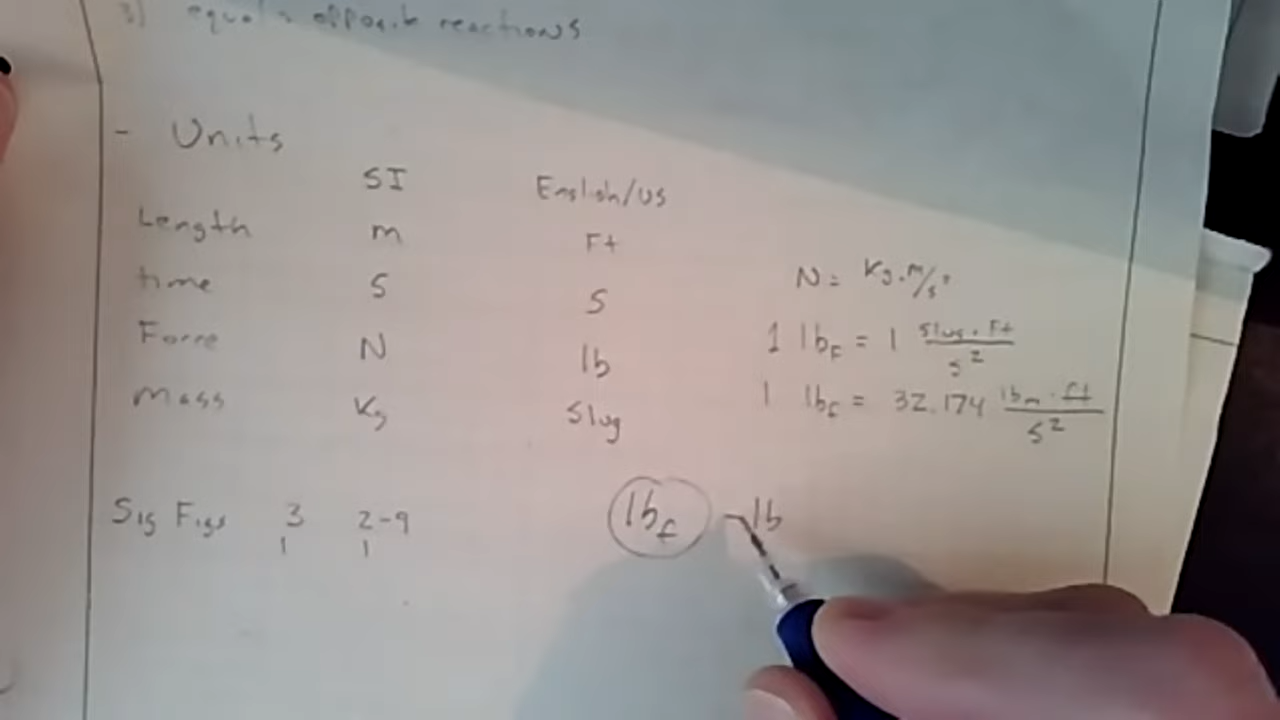 3) equal & opposite reactions
- Units
SI English/US
Length m Ft
time S S
Force N lb
mass Kg Slug
N = Kg·m/s²
1 lbF = 1 Slug·Ft/s²
1 lbf = 32.174 lbm·ft/s²
Sig Figs 3 2-9
1 1
lbf - lb